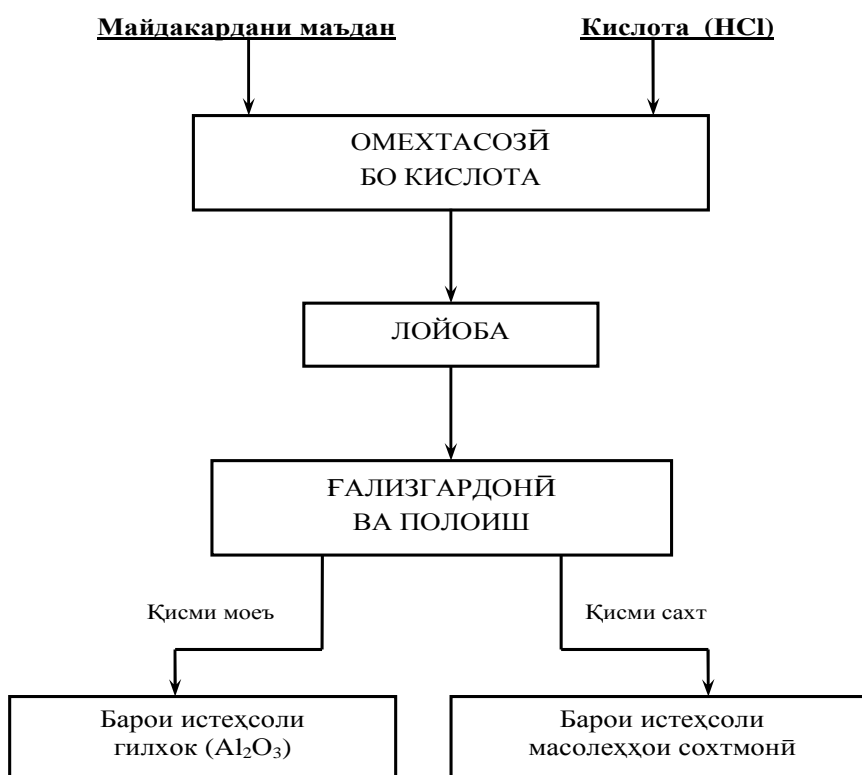 Майдакардани маъдан
Кислота (HCl)
ОМЕХТАСОЗӢ
БО КИСЛОТА
ЛОЙОБА
ҒАЛИЗГАРДОНӢ
ВА ПОЛОИШ
Қисми моеъ
Қисми сахт
Барои истеҳсоли
гилхок (Al₂O₃)
Барои истеҳсоли
масолеҳҳои сохтмонӣ